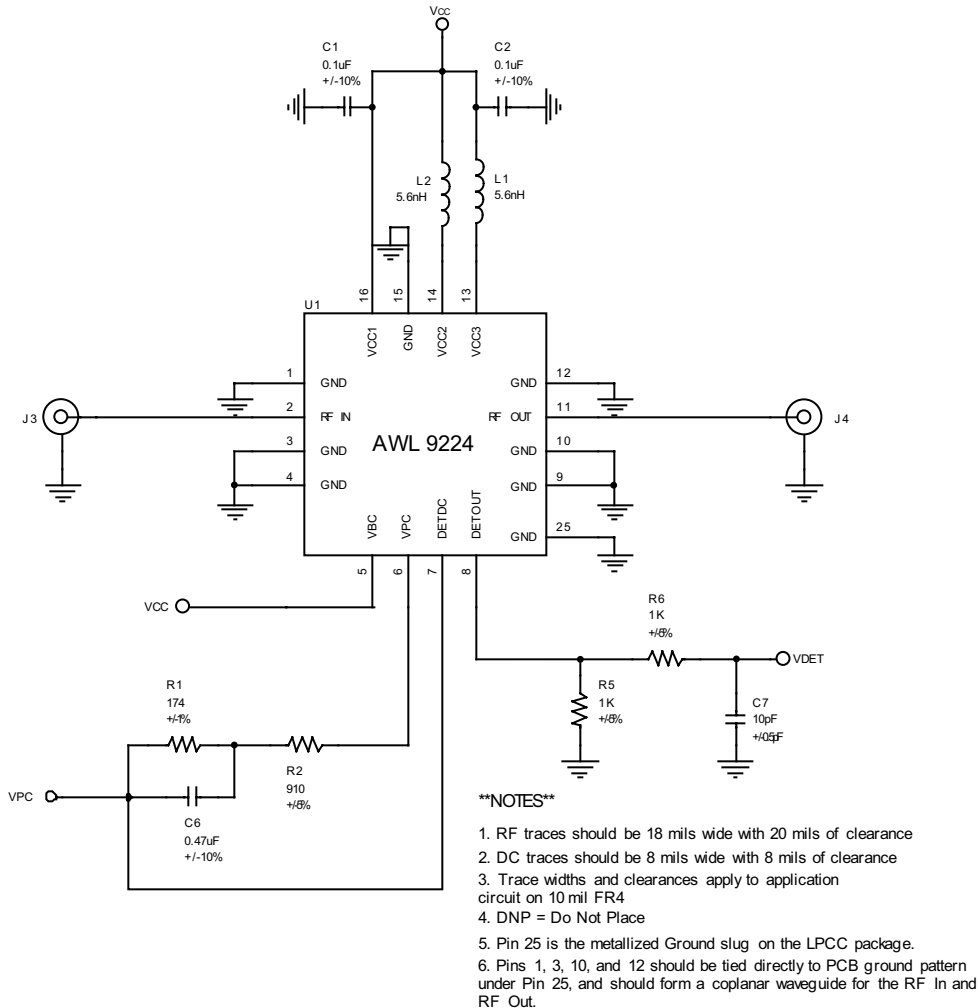 VCC
C1
0.1uF
+/-10%
C2
0.1uF
+/-10%
L2
5.6nH
L1
5.6nH
U1
16
15
14
13
VCC1
GND
VCC2
VCC3
1
GND
GND
12
J3
2
RF IN
RF OUT
11
J4
AWL 9224
3
GND
GND
10
4
GND
GND
9
VBC
VPC
DETDC
DETOUT
GND
25
5
6
7
8
VCC
R6
1K
+/-5%
VDET
R1
174
+/-1%
R5
1K
+/-5%
C7
10pF
+/-0.5pF
R2
910
+/-5%
VPC
C6
0.47uF
+/-10%
**NOTES**
1. RF traces should be 18 mils wide with 20 mils of clearance
2. DC traces should be 8 mils wide with 8 mils of clearance
3. Trace widths and clearances apply to application
circuit on 10 mil FR4
4. DNP = Do Not Place
5. Pin 25 is the metallized Ground slug on the LPCC package.
6. Pins 1, 3, 10, and 12 should be tied directly to PCB ground pattern
under Pin 25, and should form a coplanar waveguide for the RF In and
RF Out.